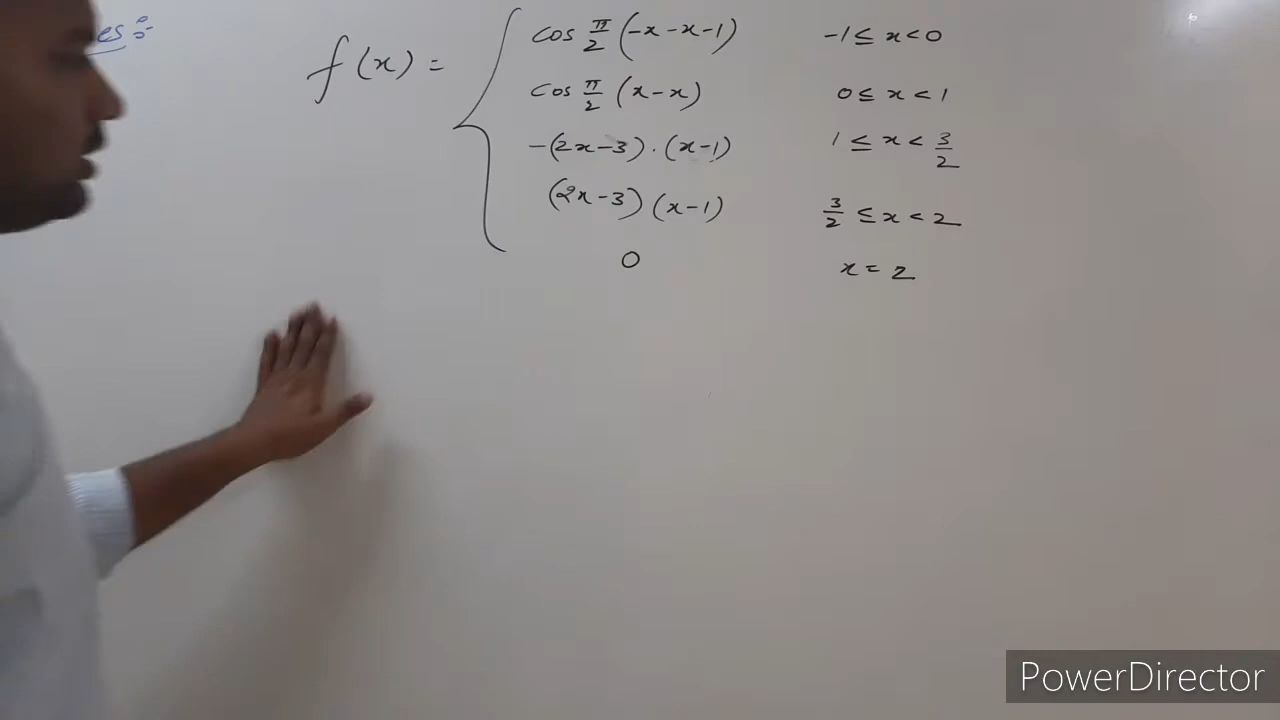 es:-
f(x) = { cos π/2 (-x-x-1) -1 ≤ x < 0
cos π/2 (x-x) 0 ≤ x < 1
-(2x-3).(x-1) 1 ≤ x < 3/2
(2x-3)(x-1) 3/2 ≤ x < 2
0 x = 2
PowerDirector